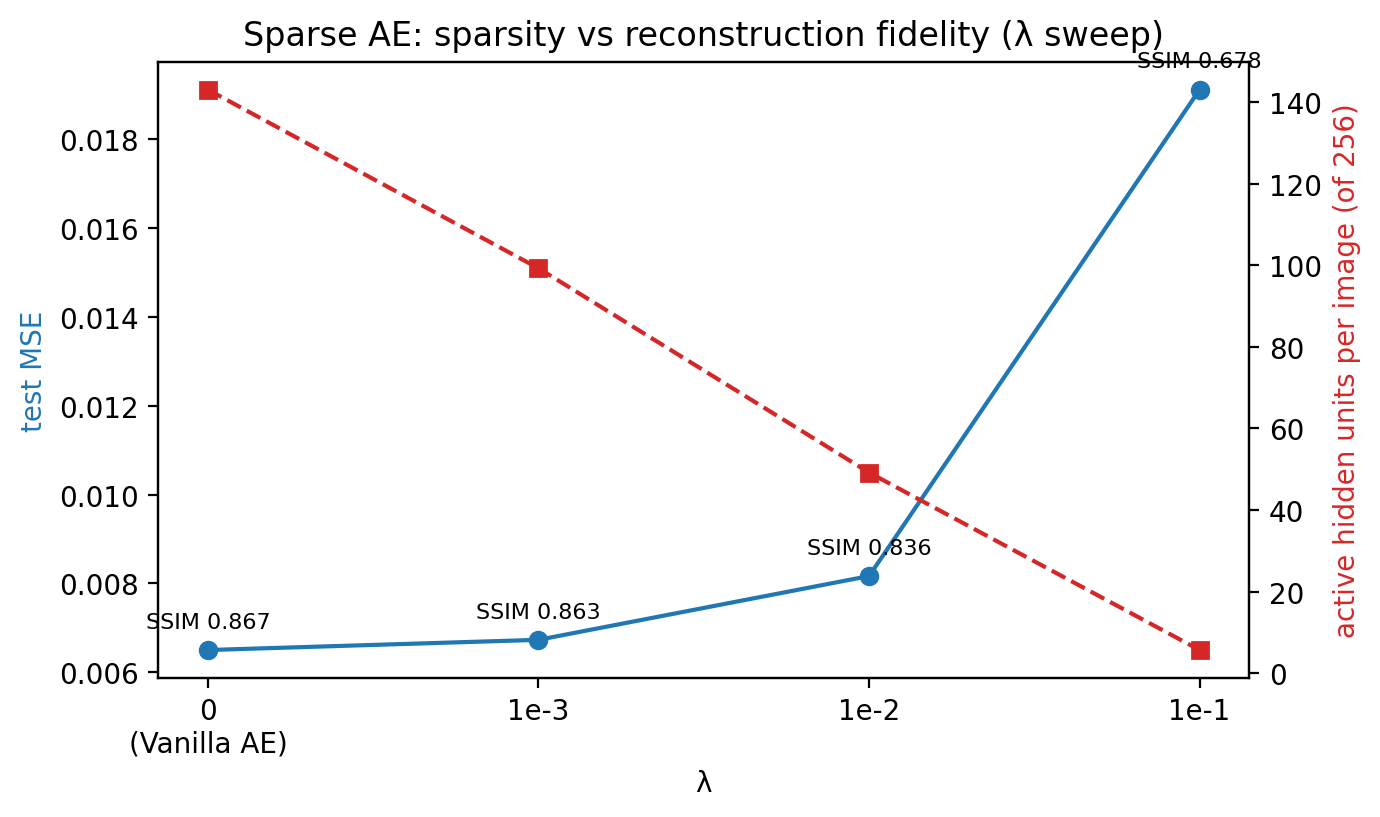 Sparse AE: sparsity vs reconstruction fidelity (λ sweep)
SSIM 0.678
SSIM 0.836
SSIM 0.863
SSIM 0.867
test MSE
0.018
0.016
0.014
0.012
0.010
0.008
0.006
active hidden units per image (of 256)
140
120
100
80
60
40
20
0
0
(Vanilla AE)
1e-3
1e-2
1e-1
λ